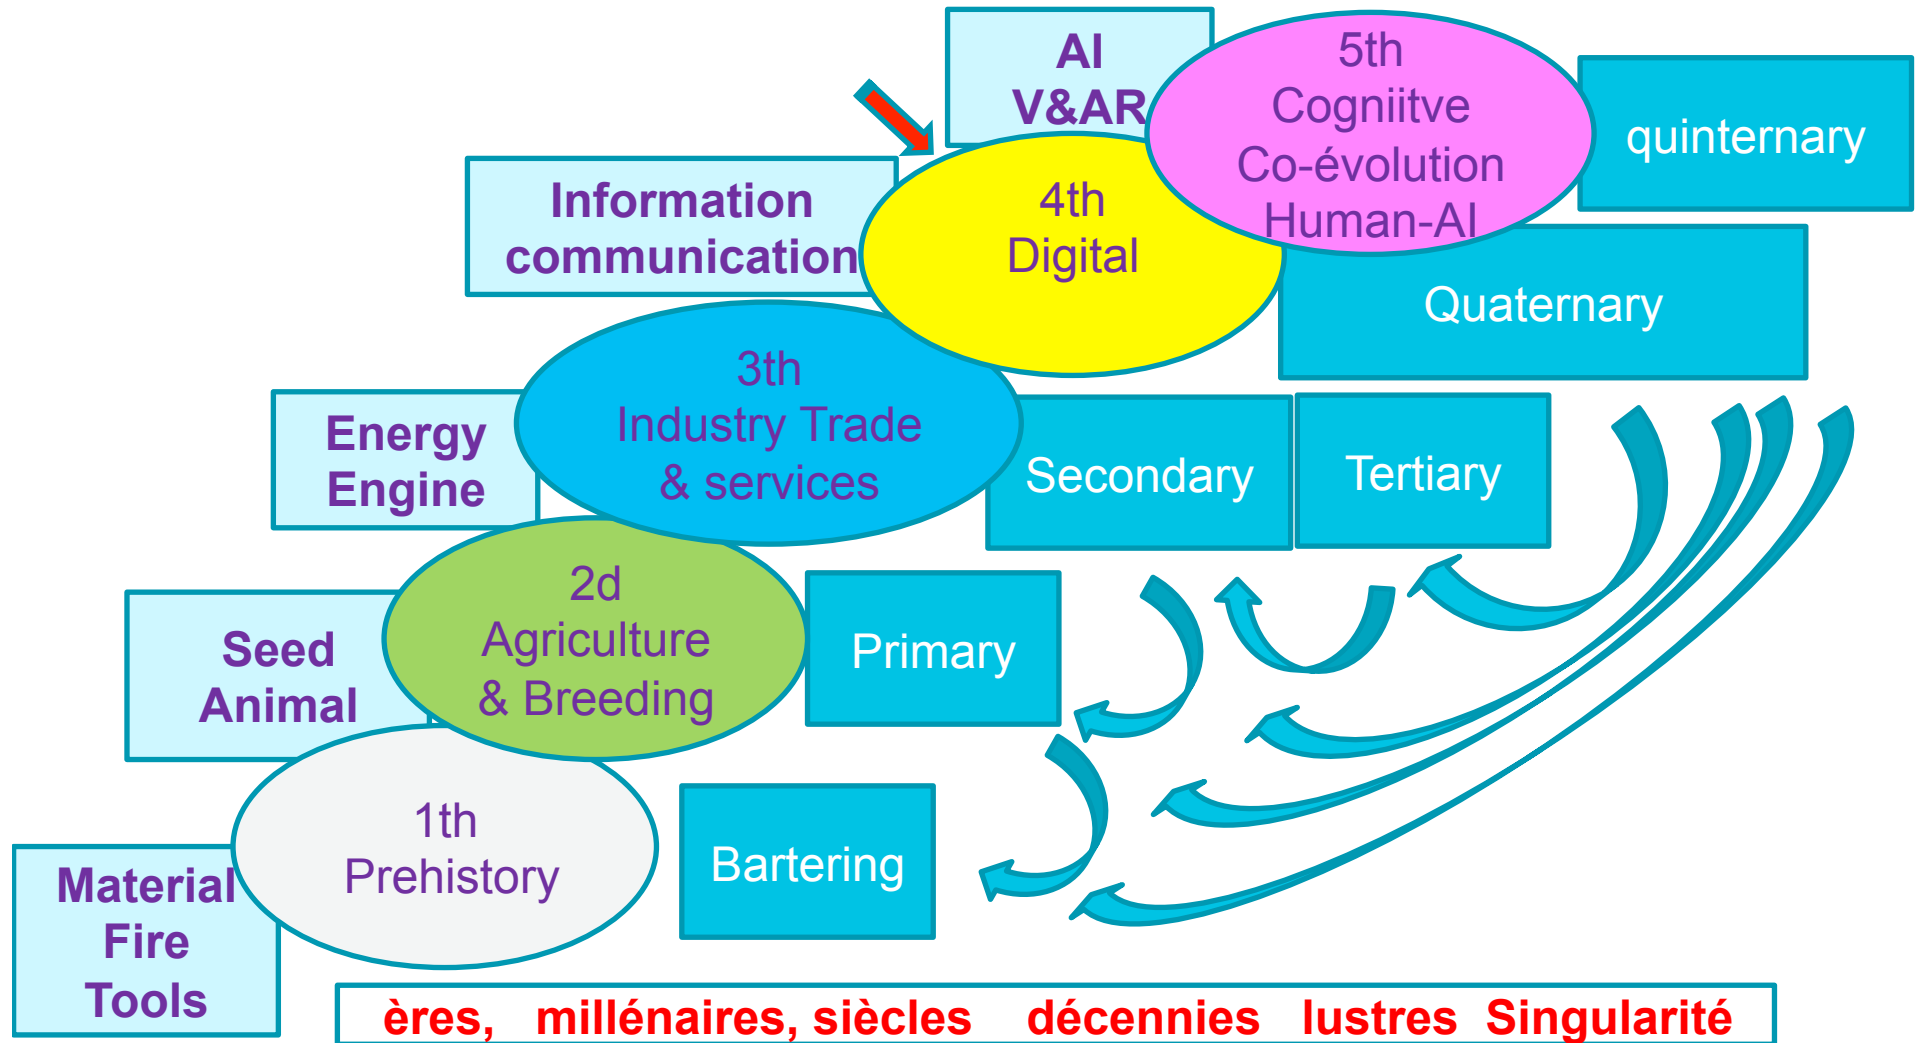 AI
V&AR
5th
Cogniitve
Co-évolution
Human-AI
quinternary
Information
communication
4th
Digital
Quaternary
Energy
Engine
3th
Industry Trade
& services
Secondary
Tertiary
Seed
Animal
2d
Agriculture
& Breeding
Primary
Material
Fire
Tools
1th
Prehistory
Bartering
ères, millénaires, siècles décennies lustres Singularité